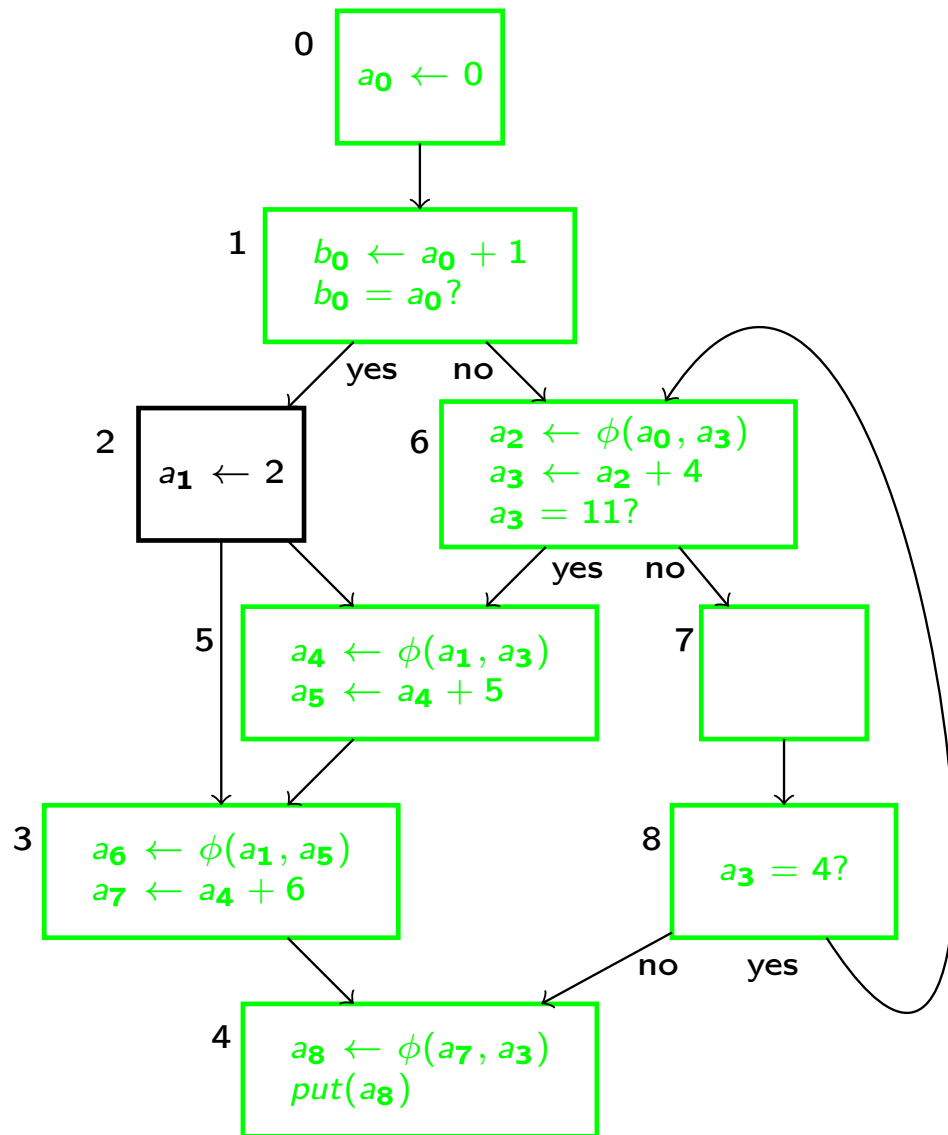 0
a₀ ← 0
1
b₀ ← a₀ + 1
b₀ = a₀?
yes
no
2
a₁ ← 2
6
a₂ ← ϕ(a₀, a₃)
a₃ ← a₂ + 4
a₃ = 11?
yes
no
5
a₄ ← ϕ(a₁, a₃)
a₅ ← a₄ + 5
7
3
a₆ ← ϕ(a₁, a₅)
a₇ ← a₄ + 6
8
a₃ = 4?
no
yes
4
a₈ ← ϕ(a₇, a₃)
put(a₈)